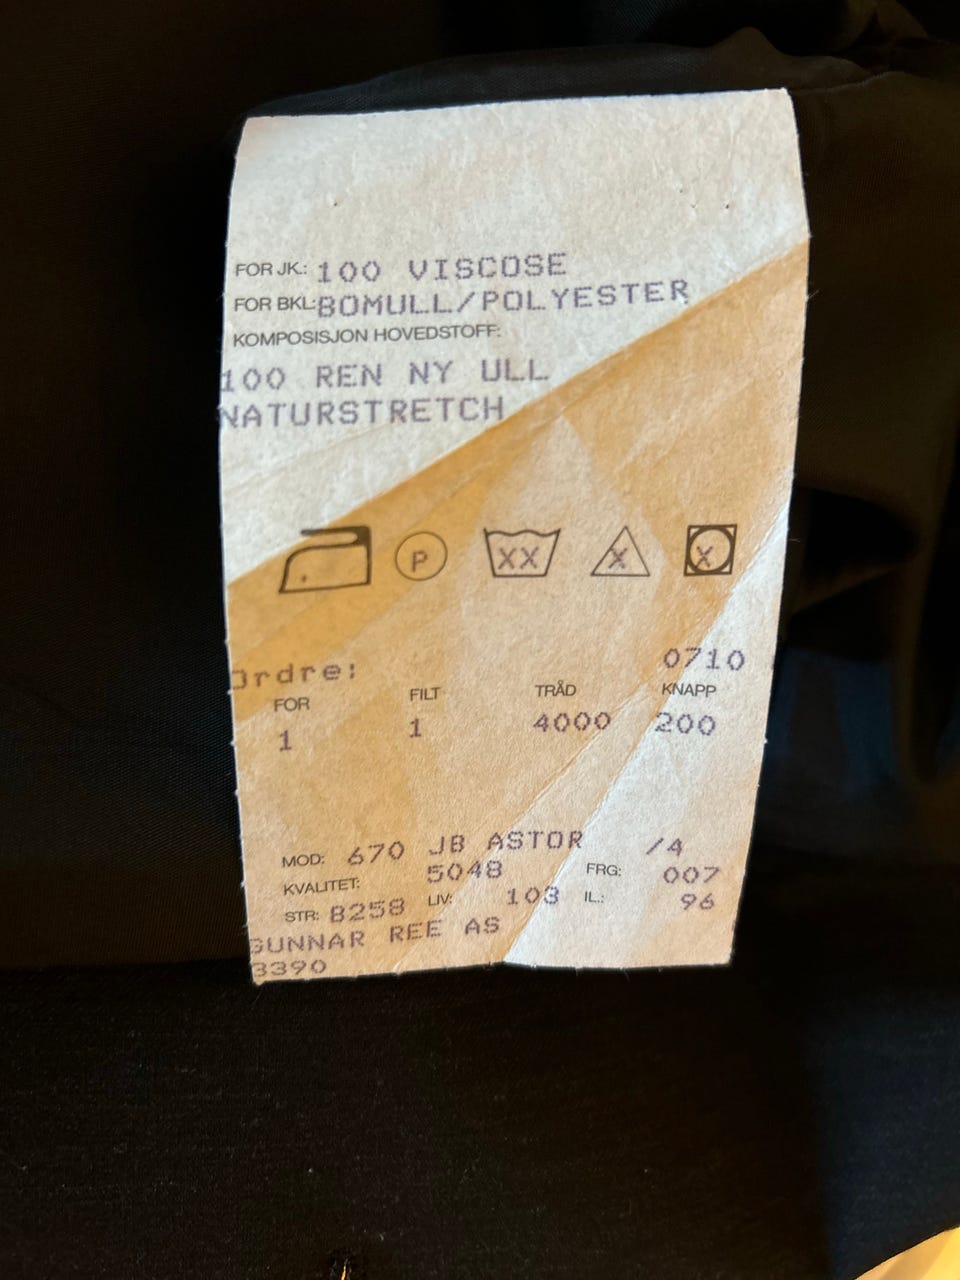 FOR JK.: 100 VISCOSE
FOR BKL: BOMULL/POLYESTER
KOMPOSISJON HOVEDSTOFF:
100 REN NY ULL
NATURSTRETCH
P XX X X
Ordre: 0710
FOR FILT TRÅD KNAPP
1 1 4000 200
MOD: 670 JB ASTOR /4
KVALITET: 5048 FRG: 007
STR: B258 LIV: 103 IL.: 96
GUNNAR REE AS
3390